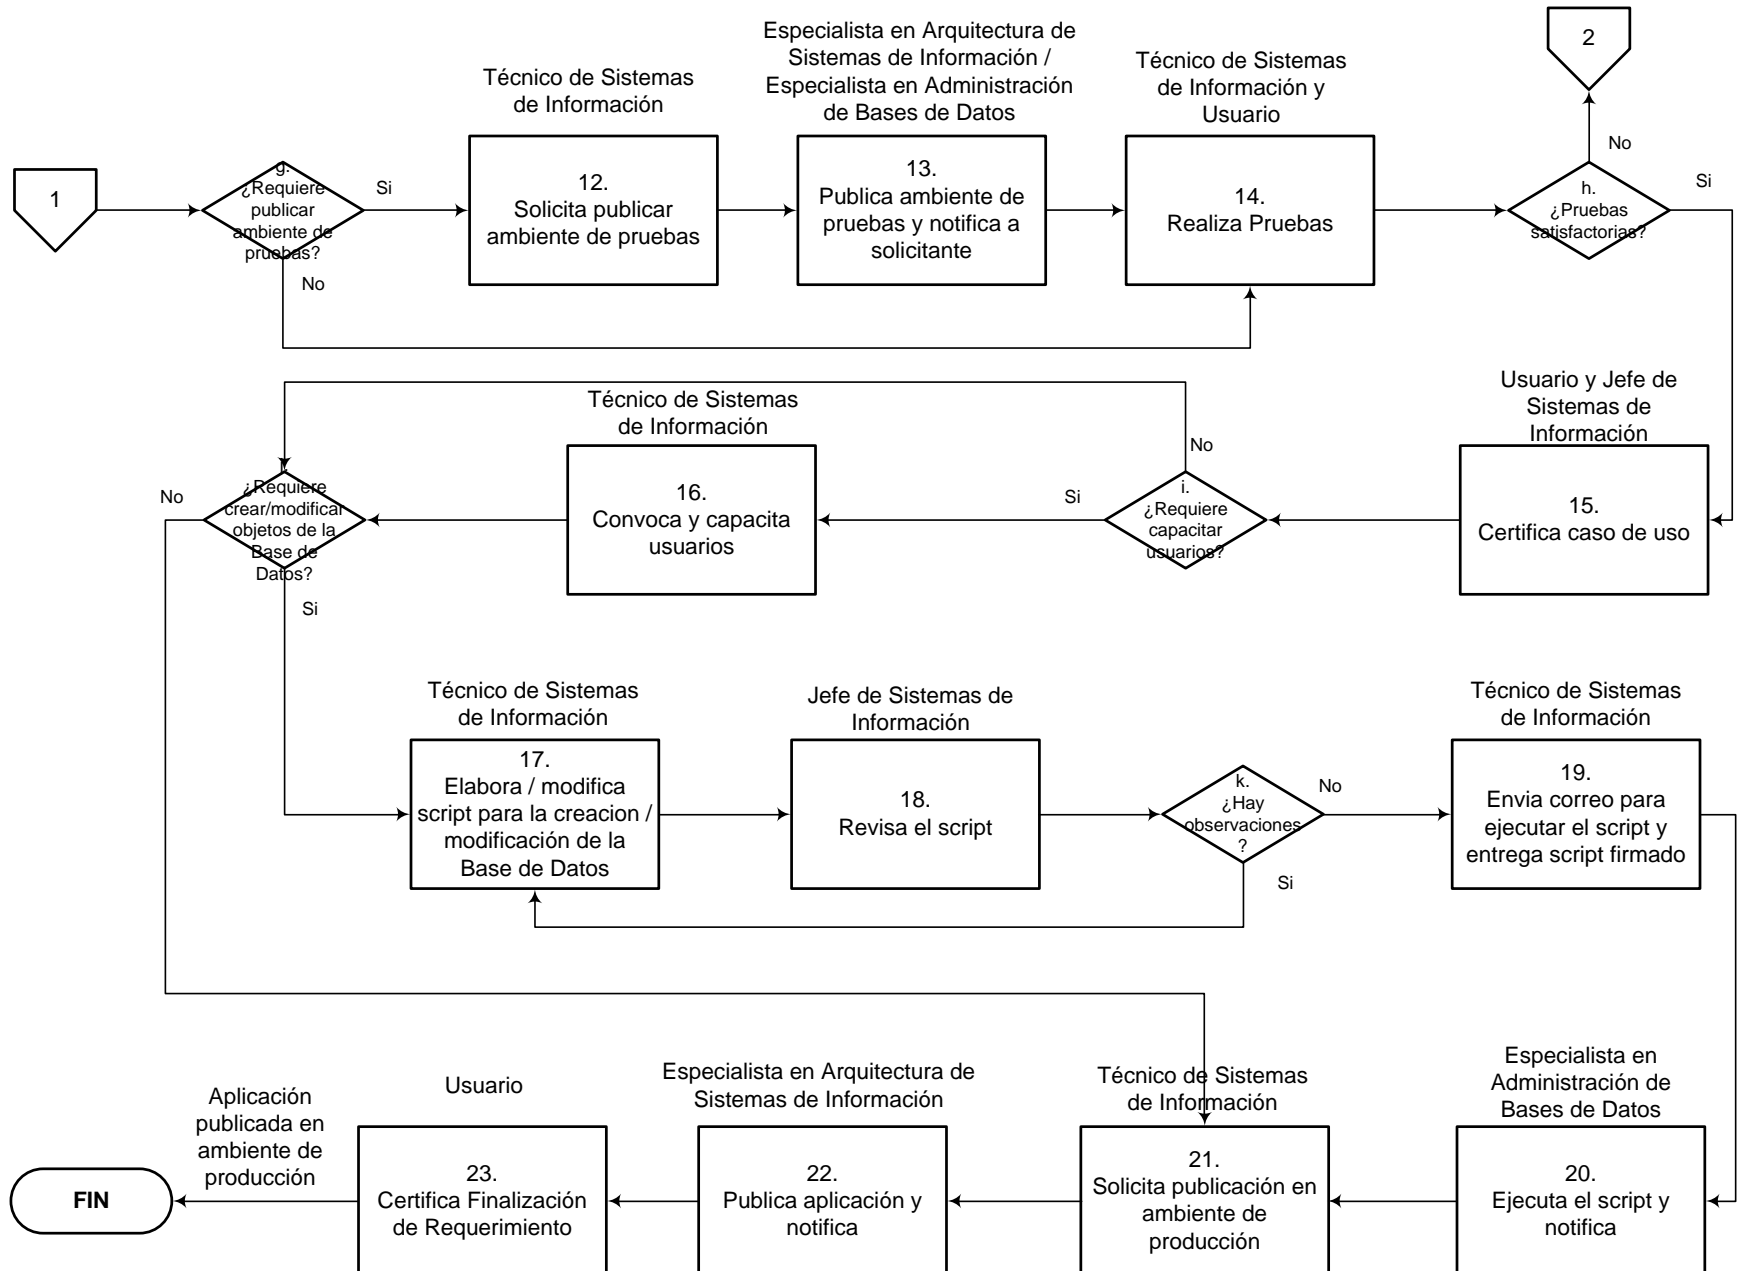 1
g.
¿Requiere
publicar
ambiente de
pruebas?
Si
No
Técnico de Sistemas
de Información
12.
Solicita publicar
ambiente de pruebas
Especialista en Arquitectura de
Sistemas de Información /
Especialista en Administración
de Bases de Datos
13.
Publica ambiente de
pruebas y notifica a
solicitante
Técnico de Sistemas
de Información y
Usuario
14.
Realiza Pruebas
2
No
h.
¿Pruebas
satisfactorias?
Si
Usuario y Jefe de
Sistemas de
Información
15.
Certifica caso de uso
No
i.
¿Requiere
capacitar
usuarios?
Si
Técnico de Sistemas
de Información
16.
Convoca y capacita
usuarios
¿Requiere
crear/modificar
objetos de la
Base de
Datos?
No
Si
Técnico de Sistemas
de Información
17.
Elabora / modifica
script para la creacion /
modificación de la
Base de Datos
Jefe de Sistemas de
Información
18.
Revisa el script
k.
¿Hay
observaciones
?
No
Si
Técnico de Sistemas
de Información
19.
Envia correo para
ejecutar el script y
entrega script firmado
Especialista en
Administración de
Bases de Datos
20.
Ejecuta el script y
notifica
Técnico de Sistemas
de Información
21.
Solicita publicación en
ambiente de
producción
Especialista en Arquitectura de
Sistemas de Información
22.
Publica aplicación y
notifica
Usuario
23.
Certifica Finalización
de Requerimiento
Aplicación
publicada en
ambiente de
producción
FIN